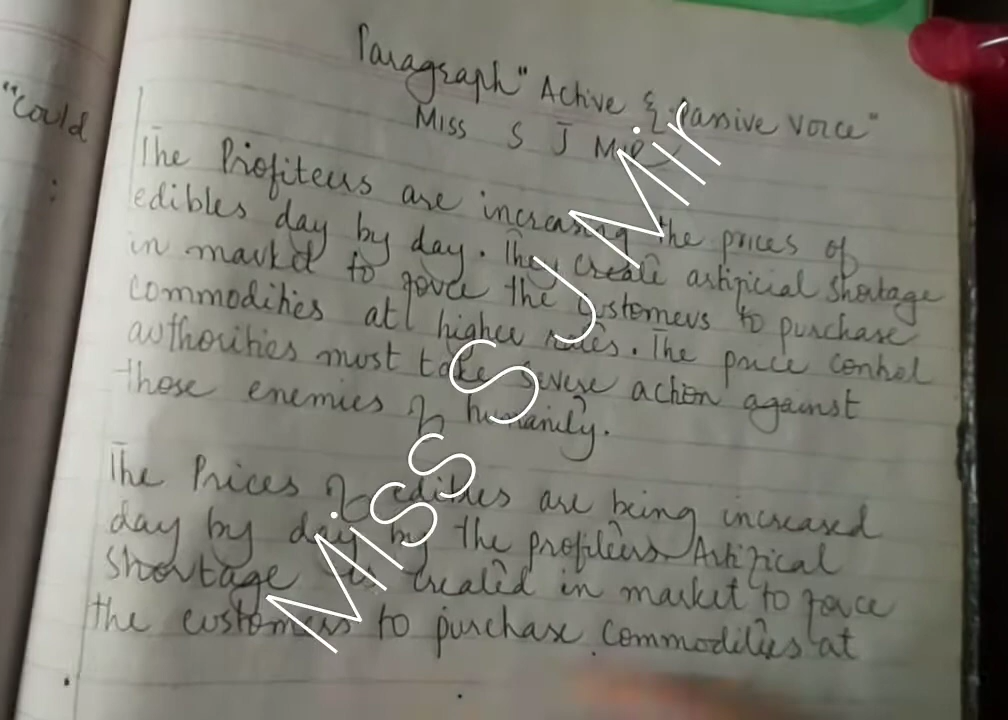 "Could
Paragraph "Active & Passive Voice"
Miss S J Mir
The Profiteers are increasing the prices of
edibles day by day. They create artificial shortage
in market to force the customers to purchase
commodities at higher rates. The price control
authorities must take severe action against
those enemies of humanity.
The Prices of edibles are being increased
day by day by the profiteers. Artifical
shortage is created in market to force
the customers to purchase commodities at
Miss S J Mir